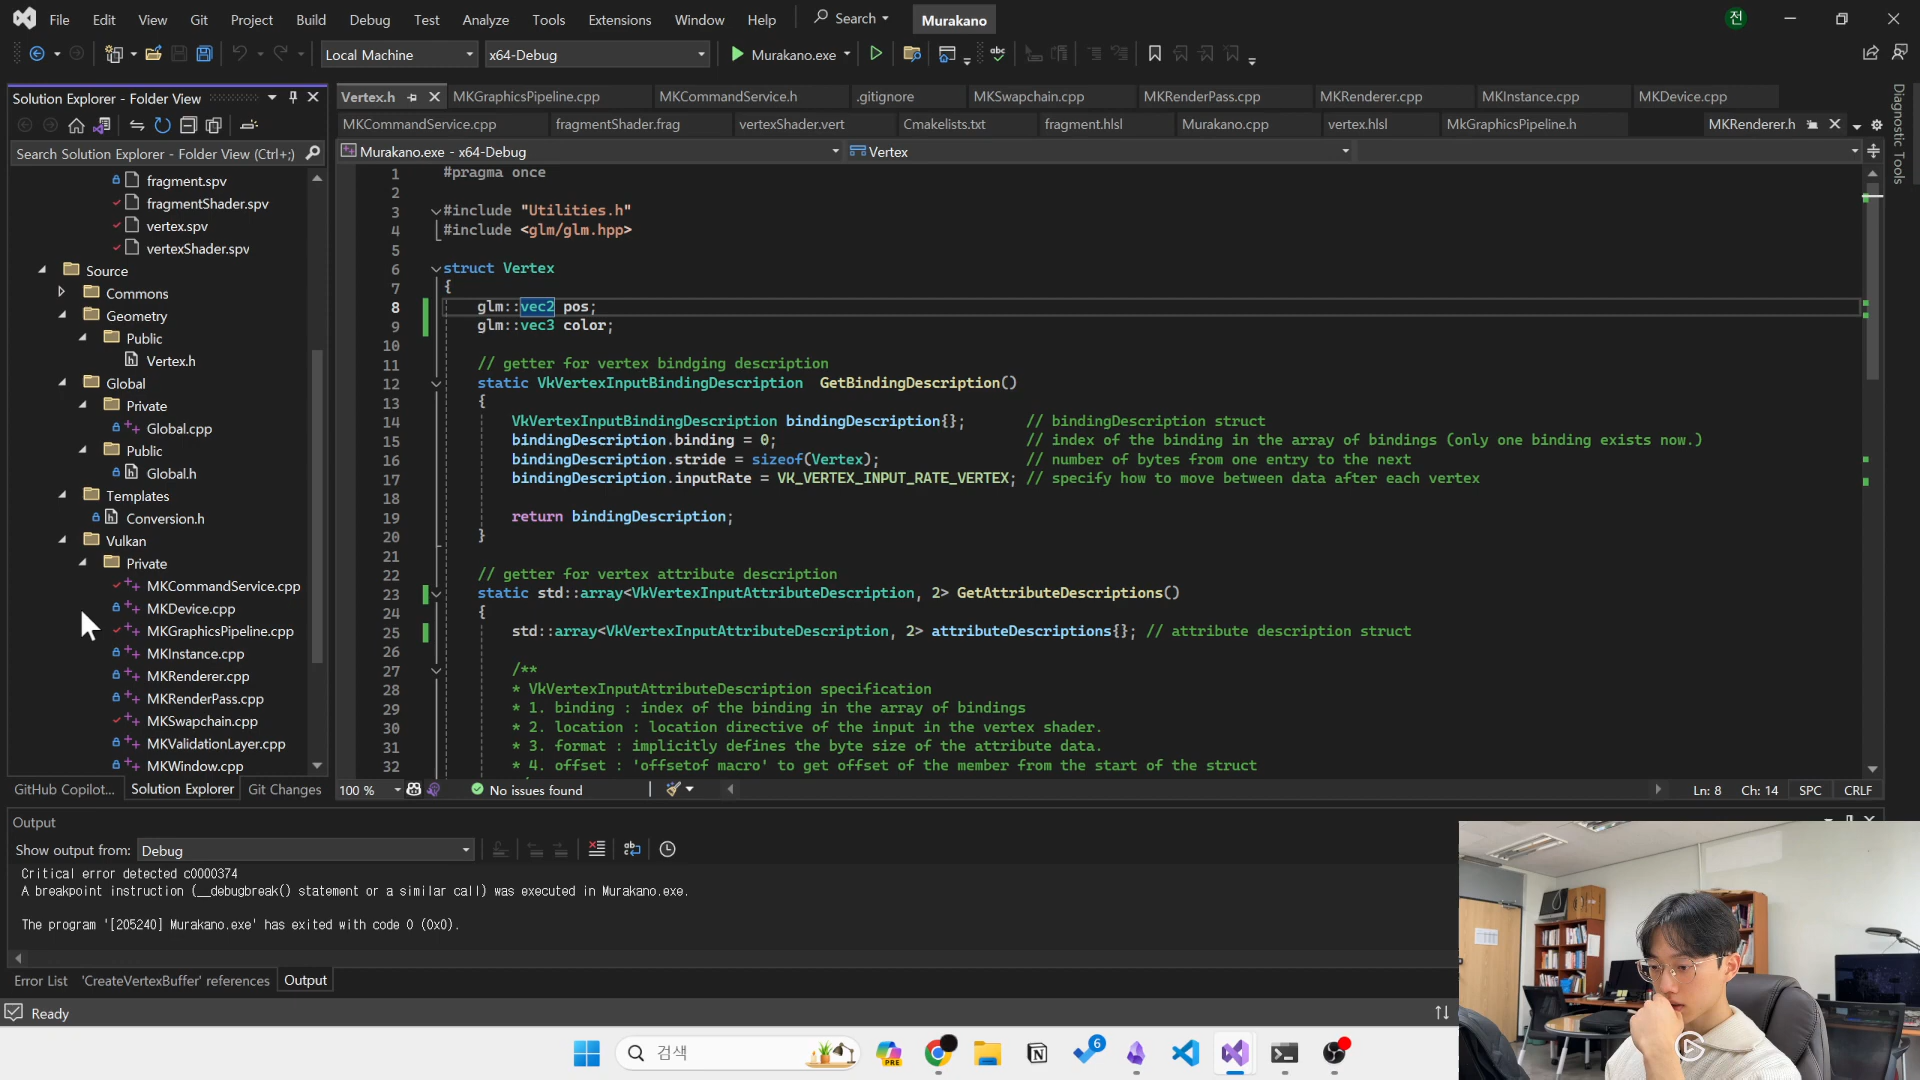 File Edit View Git Project Build Debug Test Analyze Tools Extensions Window Help Search Murakano 전
Local Machine x64-Debug Murakano.exe
Solution Explorer - Folder View
Search Solution Explorer - Folder View (Ctrl+;)
fragment.spv
fragmentShader.spv
vertex.spv
vertexShader.spv
Source
Commons
Geometry
Public
Vertex.h
Global
Private
Global.cpp
Public
Global.h
Templates
Conversion.h
Vulkan
Private
MKCommandService.cpp
MKDevice.cpp
MKGraphicsPipeline.cpp
MKInstance.cpp
MKRenderer.cpp
MKRenderPass.cpp
MKSwapchain.cpp
MKValidationLayer.cpp
MKWindow.cpp
GitHub Copilot... Solution Explorer Git Changes
Vertex.h MKGraphicsPipeline.cpp MKCommandService.h .gitignore MKSwapchain.cpp MKRenderPass.cpp MKRenderer.cpp MKInstance.cpp MKDevice.cpp
MKCommandService.cpp fragmentShader.frag vertexShader.vert Cmakelists.txt fragment.hlsl Murakano.cpp vertex.hlsl MkGraphicsPipeline.h MKRenderer.h
Murakano.exe - x64-Debug Vertex
1 #pragma once
2
3 #include "Utilities.h"
4 #include <glm/glm.hpp>
5
6 struct Vertex
7 {
8 glm::vec2 pos;
9 glm::vec3 color;
10
11 // getter for vertex bindging description
12 static VkVertexInputBindingDescription GetBindingDescription()
13 {
14 VkVertexInputBindingDescription bindingDescription{}; // bindingDescription struct
15 bindingDescription.binding = 0; // index of the binding in the array of bindings (only one binding exists now.)
16 bindingDescription.stride = sizeof(Vertex); // number of bytes from one entry to the next
17 bindingDescription.inputRate = VK_VERTEX_INPUT_RATE_VERTEX; // specify how to move between data after each vertex
18
19 return bindingDescription;
20 }
21
22 // getter for vertex attribute description
23 static std::array<VkVertexInputAttributeDescription, 2> GetAttributeDescriptions()
24 {
25 std::array<VkVertexInputAttributeDescription, 2> attributeDescriptions{}; // attribute description struct
26
27 /**
28 * VkVertexInputAttributeDescription specification
29 * 1. binding : index of the binding in the array of bindings
30 * 2. location : location directive of the input in the vertex shader.
31 * 3. format : implicitly defines the byte size of the attribute data.
32 * 4. offset : 'offsetof macro' to get offset of the member from the start of the struct
100 % No issues found Ln: 8 Ch: 14 SPC CRLF
Diagnostic Tools
Output
Show output from: Debug
Critical error detected c0000374
A breakpoint instruction (__debugbreak() statement or a similar call) was executed in Murakano.exe.
The program '[205240] Murakano.exe' has exited with code 0 (0x0).
Error List 'CreateVertexBuffer' references Output
Ready
검색
PRE
6